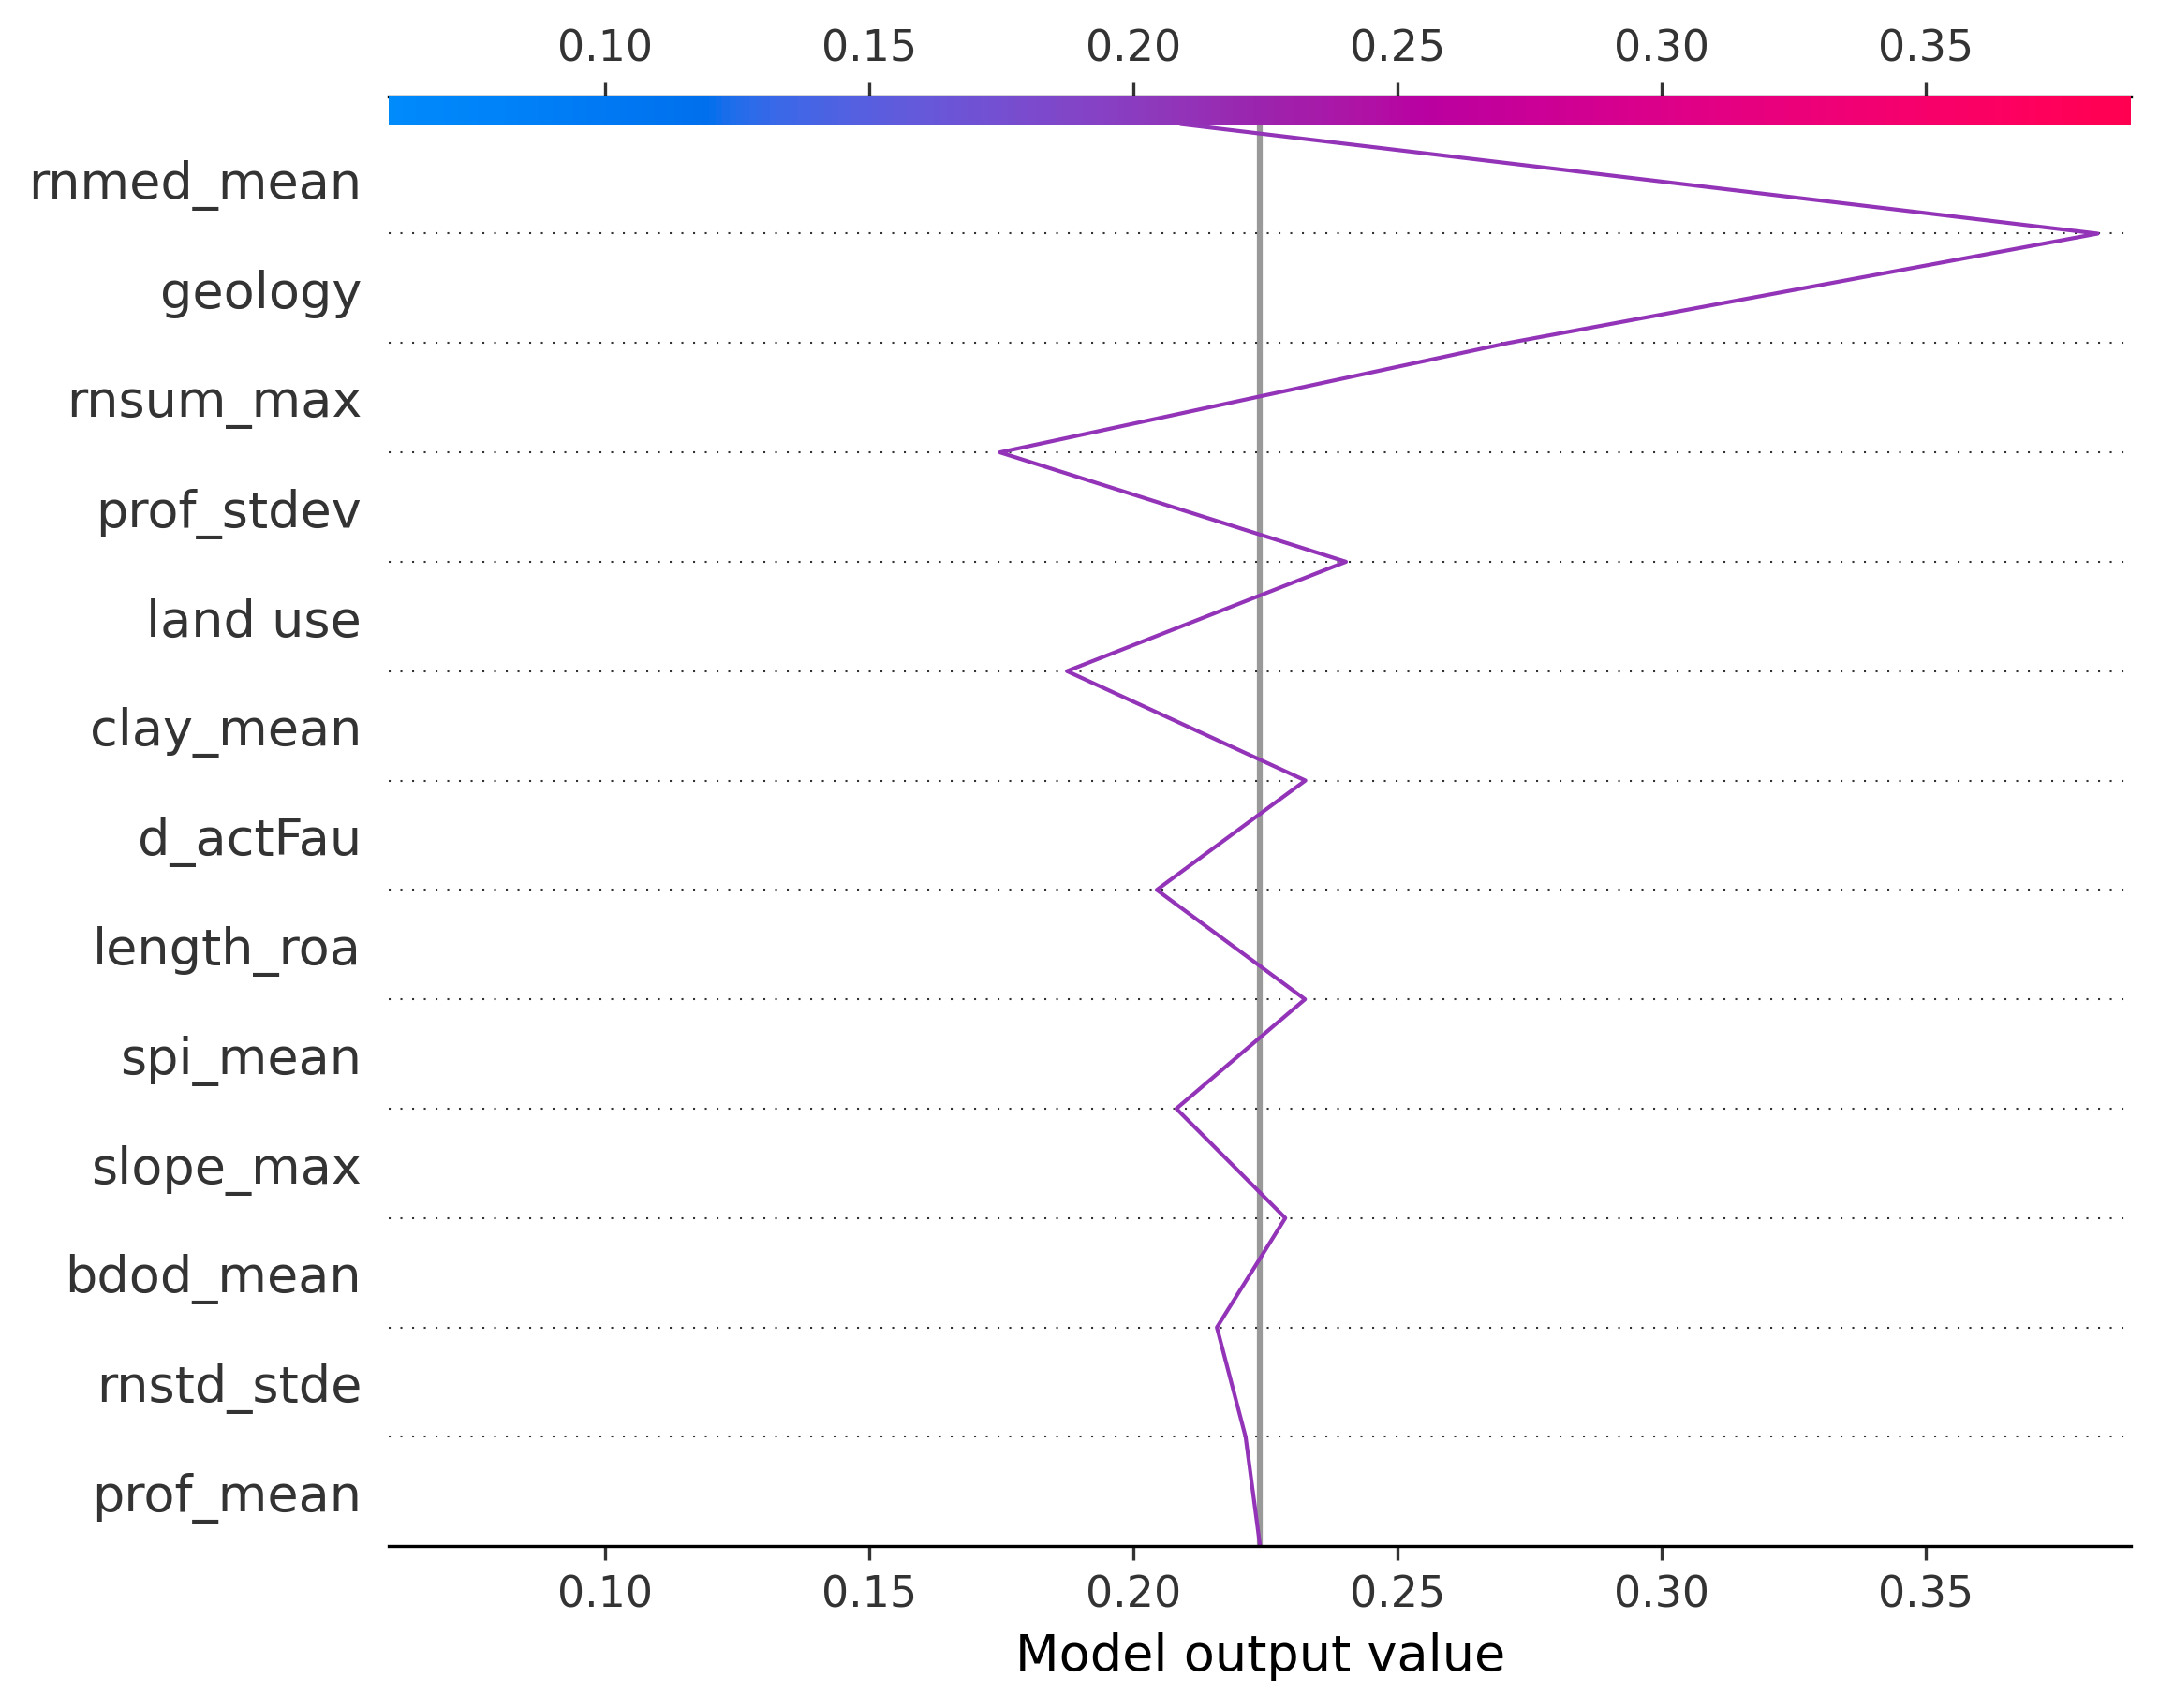 0.10 0.15 0.20 0.25 0.30 0.35
rnmed_mean
geology
rnsum_max
prof_stdev
land use
clay_mean
d_actFau
length_roa
spi_mean
slope_max
bdod_mean
rnstd_stde
prof_mean
0.10 0.15 0.20 0.25 0.30 0.35
Model output value